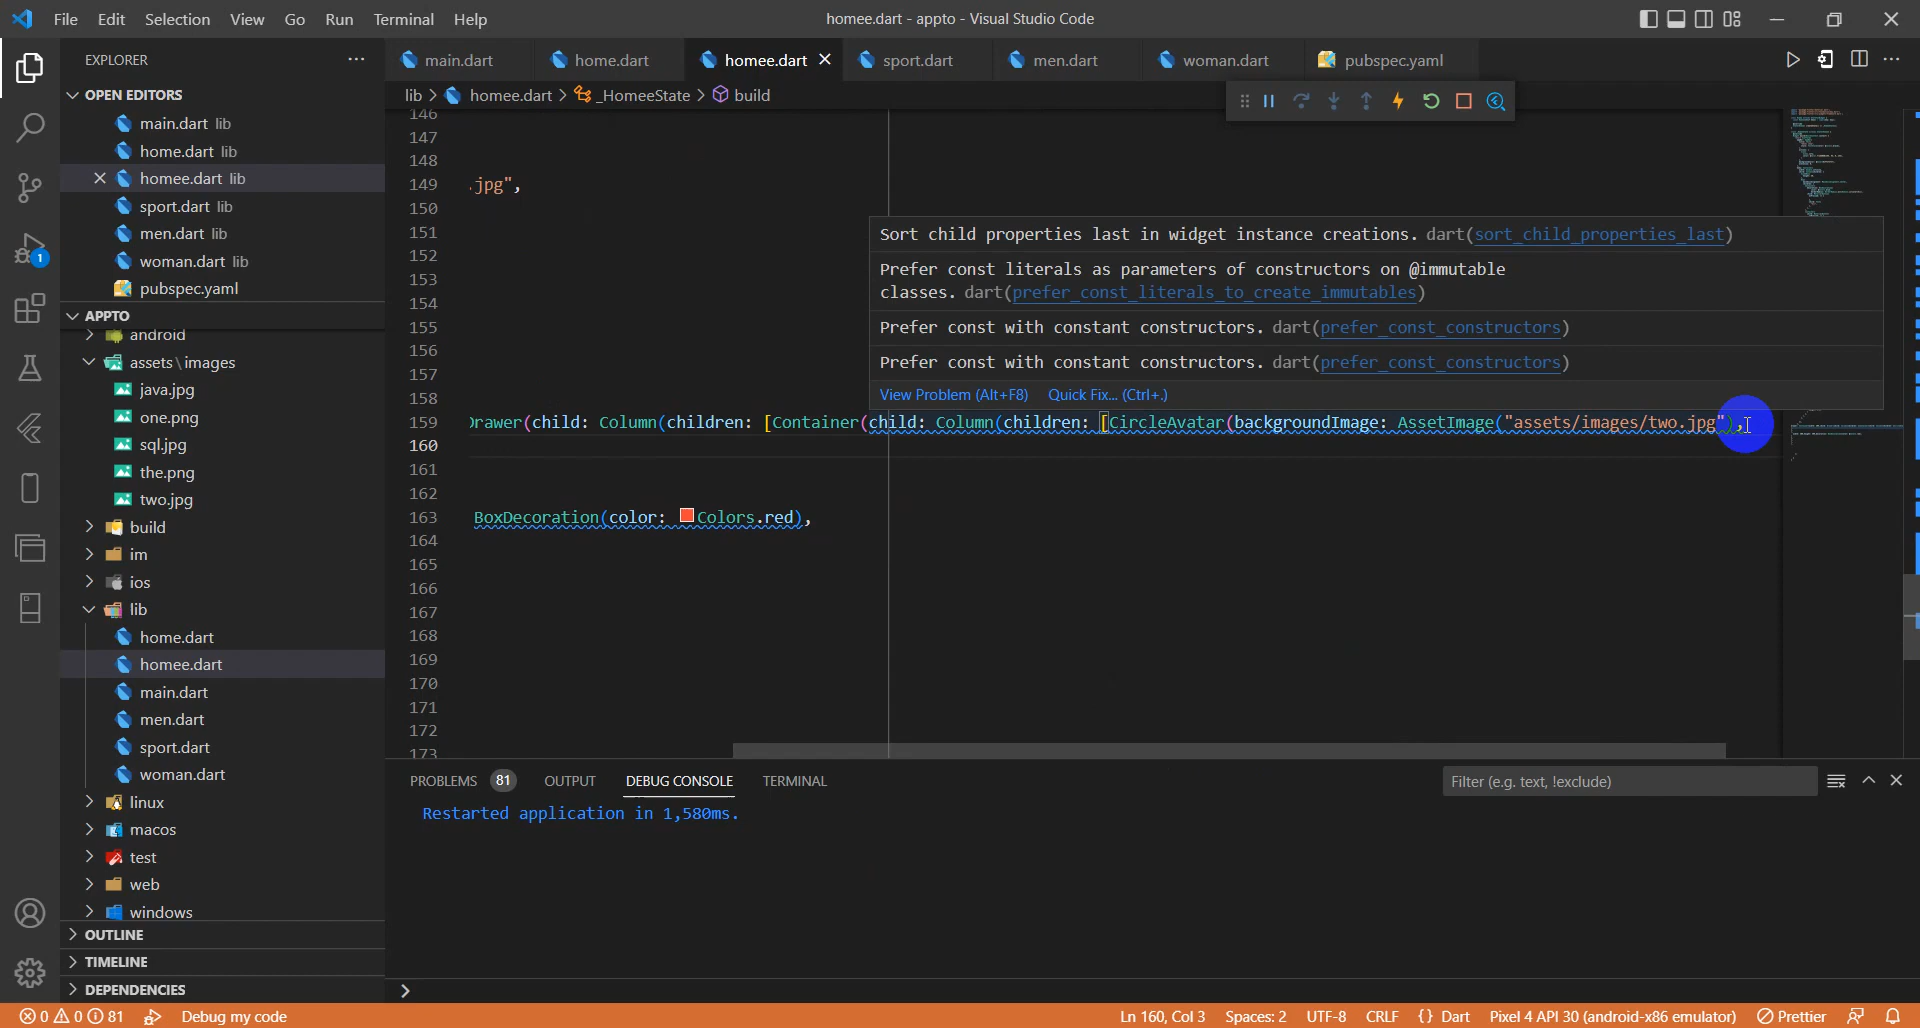 File Edit Selection View Go Run Terminal Help
homee.dart - appto - Visual Studio Code
EXPLORER
main.dart home.dart homee.dart sport.dart men.dart woman.dart pubspec.yaml
OPEN EDITORS
main.dart lib
home.dart lib
homee.dart lib
sport.dart lib
men.dart lib
woman.dart lib
pubspec.yaml
APPTO
android
assets\images
java.jpg
one.png
sql.jpg
the.png
two.jpg
build
im
ios
lib
home.dart
homee.dart
main.dart
men.dart
sport.dart
woman.dart
linux
macos
test
web
windows
OUTLINE
TIMELINE
DEPENDENCIES
1
lib > homee.dart > _HomeeState > build
146
147
148
149 .jpg",
150
151
152
153
154
155
156
157
158
159 Drawer(child: Column(children: [Container(child: Column(children: [CircleAvatar(backgroundImage: AssetImage("assets/images/two.jpg"),
160
161
162
163 BoxDecoration(color: Colors.red),
164
165
166
167
168
169
170
171
172
173
Sort child properties last in widget instance creations. dart(sort_child_properties_last)
Prefer const literals as parameters of constructors on @immutable
classes. dart(prefer_const_literals_to_create_immutables)
Prefer const with constant constructors. dart(prefer_const_constructors)
Prefer const with constant constructors. dart(prefer_const_constructors)
View Problem (Alt+F8) Quick Fix... (Ctrl+.)
PROBLEMS 81 OUTPUT DEBUG CONSOLE TERMINAL
Filter (e.g. text, !exclude)
Restarted application in 1,580ms.
0 0 81 Debug my code
Ln 160, Col 3 Spaces: 2 UTF-8 CRLF {} Dart Pixel 4 API 30 (android-x86 emulator) Prettier